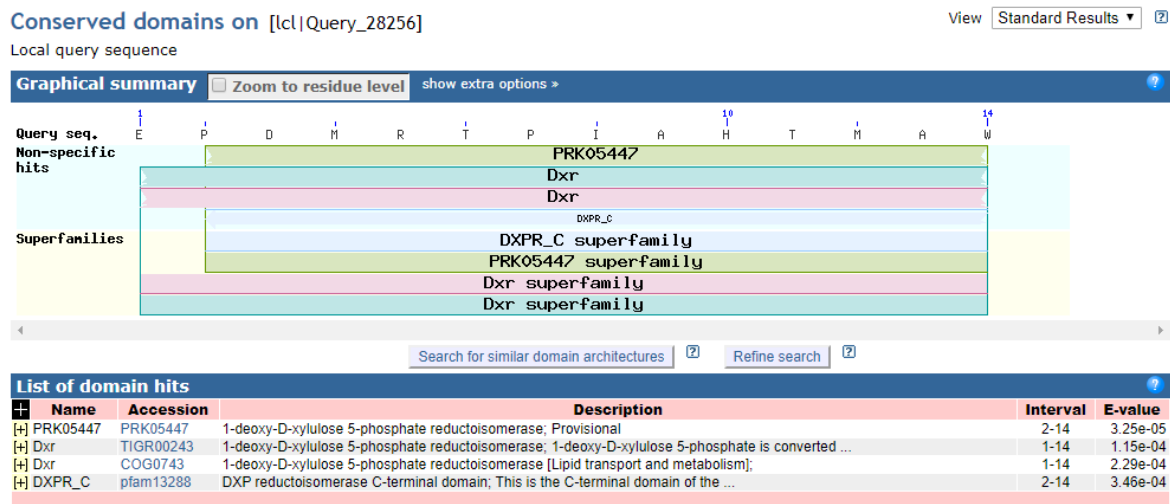 Conserved domains on [lcl|Query_28256]
View Standard Results ▼ ?
Local query sequence
Graphical summary Zoom to residue level show extra options » ?
1 10 14
Query seq. E P D M R T P I A H T M A W
Non-specific hits
PRK05447
Dxr
Dxr
DXPR_C
Superfamilies
DXPR_C superfamily
PRK05447 superfamily
Dxr superfamily
Dxr superfamily
Search for similar domain architectures ? Refine search ?
List of domain hits ?
+ Name Accession Description Interval E-value
[+] PRK05447 PRK05447 1-deoxy-D-xylulose 5-phosphate reductoisomerase; Provisional 2-14 3.25e-05
[+] Dxr TIGR00243 1-deoxy-D-xylulose 5-phosphate reductoisomerase; 1-deoxy-D-xylulose 5-phosphate is converted ... 1-14 1.15e-04
[+] Dxr COG0743 1-deoxy-D-xylulose 5-phosphate reductoisomerase [Lipid transport and metabolism]; 1-14 2.29e-04
[+] DXPR_C pfam13288 DXP reductoisomerase C-terminal domain; This is the C-terminal domain of the ... 2-14 3.46e-04